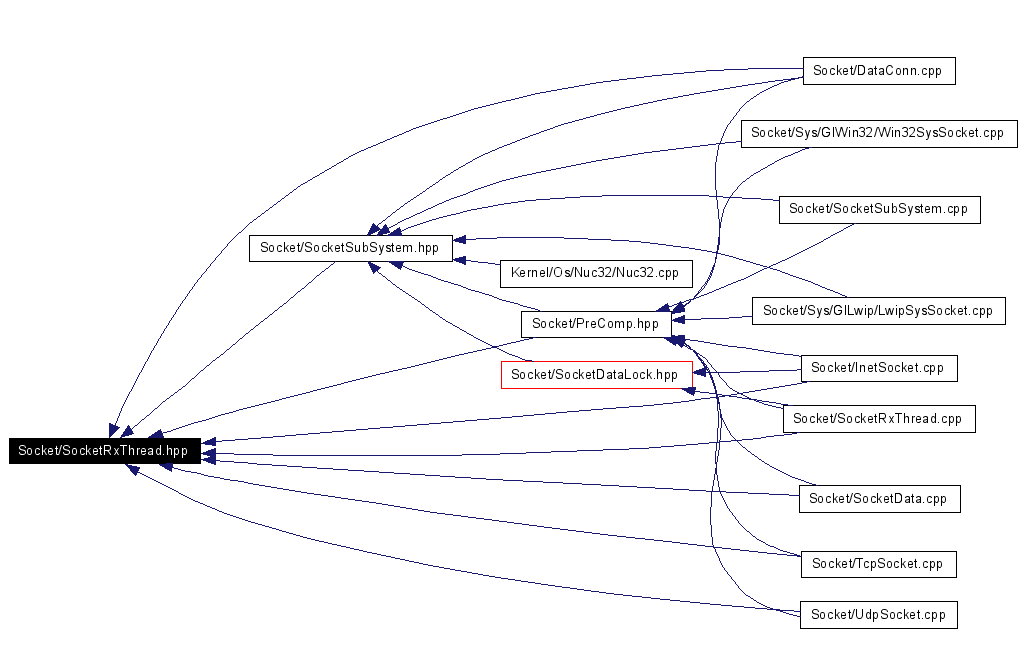 Socket/DataConn.cpp
Socket/Sys/GlWin32/Win32SysSocket.cpp
Socket/SocketSubSystem.cpp
Socket/SocketSubSystem.hpp
Kernel/Os/Nuc32/Nuc32.cpp
Socket/Sys/GlLwip/LwipSysSocket.cpp
Socket/PreComp.hpp
Socket/InetSocket.cpp
Socket/SocketDataLock.hpp
Socket/SocketRxThread.cpp
Socket/SocketRxThread.hpp
Socket/SocketData.cpp
Socket/TcpSocket.cpp
Socket/UdpSocket.cpp